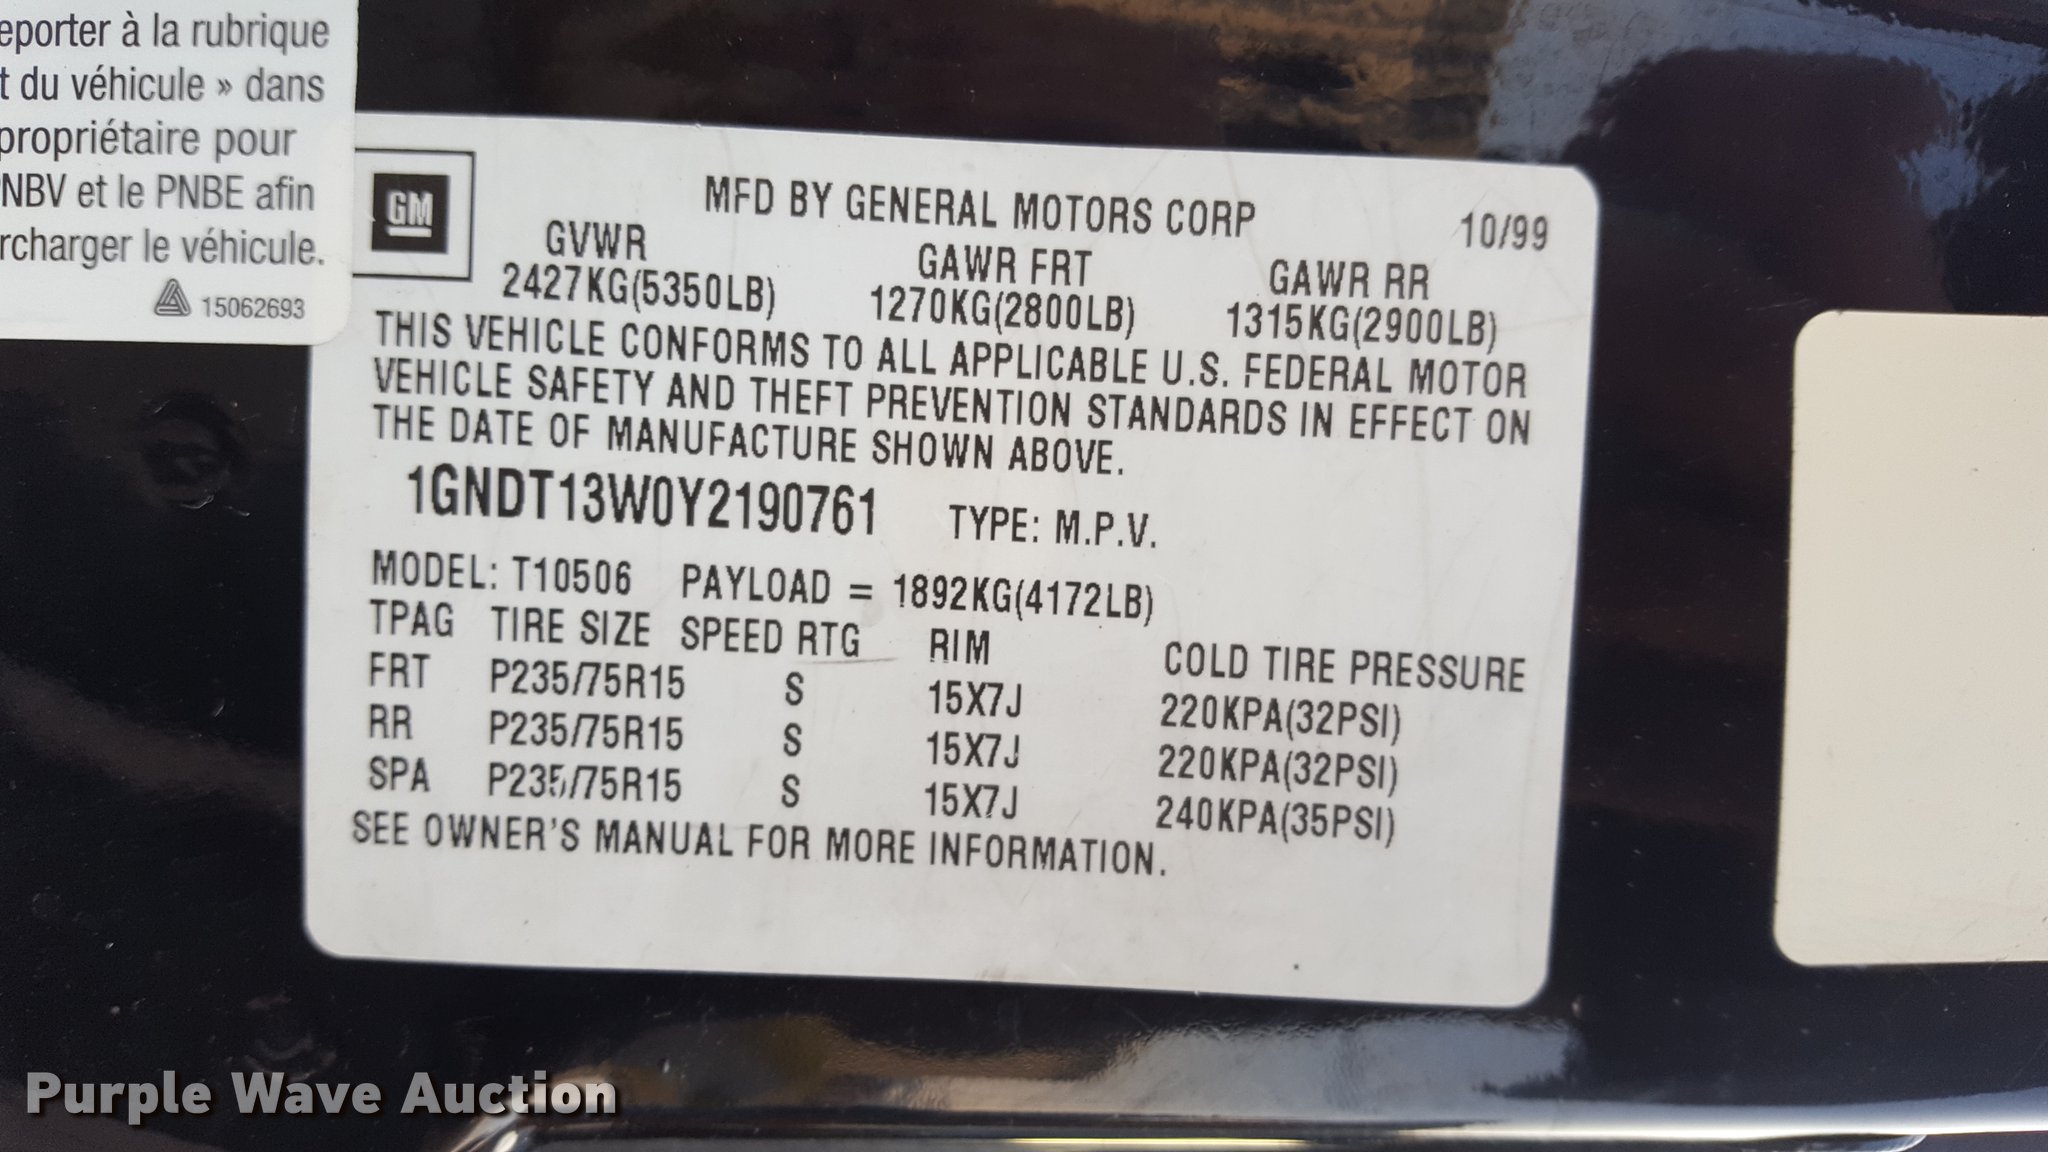 eporter à la rubrique
t du véhicule » dans
propriétaire pour
NBV et le PNBE afin
rcharger le véhicule.
15062693
GM
MFD BY GENERAL MOTORS CORP 10/99
GVWR GAWR FRT GAWR RR
2427KG(5350LB) 1270KG(2800LB) 1315KG(2900LB)
THIS VEHICLE CONFORMS TO ALL APPLICABLE U.S. FEDERAL MOTOR
VEHICLE SAFETY AND THEFT PREVENTION STANDARDS IN EFFECT ON
THE DATE OF MANUFACTURE SHOWN ABOVE.
1GNDT13W0Y2190761 TYPE: M.P.V.
MODEL: T10506 PAYLOAD = 1892KG(4172LB)
TPAG TIRE SIZE SPEED RTG RIM COLD TIRE PRESSURE
FRT P235/75R15 S 15X7J 220KPA(32PSI)
RR P235/75R15 S 15X7J 220KPA(32PSI)
SPA P235/75R15 S 15X7J 240KPA(35PSI)
SEE OWNER'S MANUAL FOR MORE INFORMATION.
Purple Wave Auction